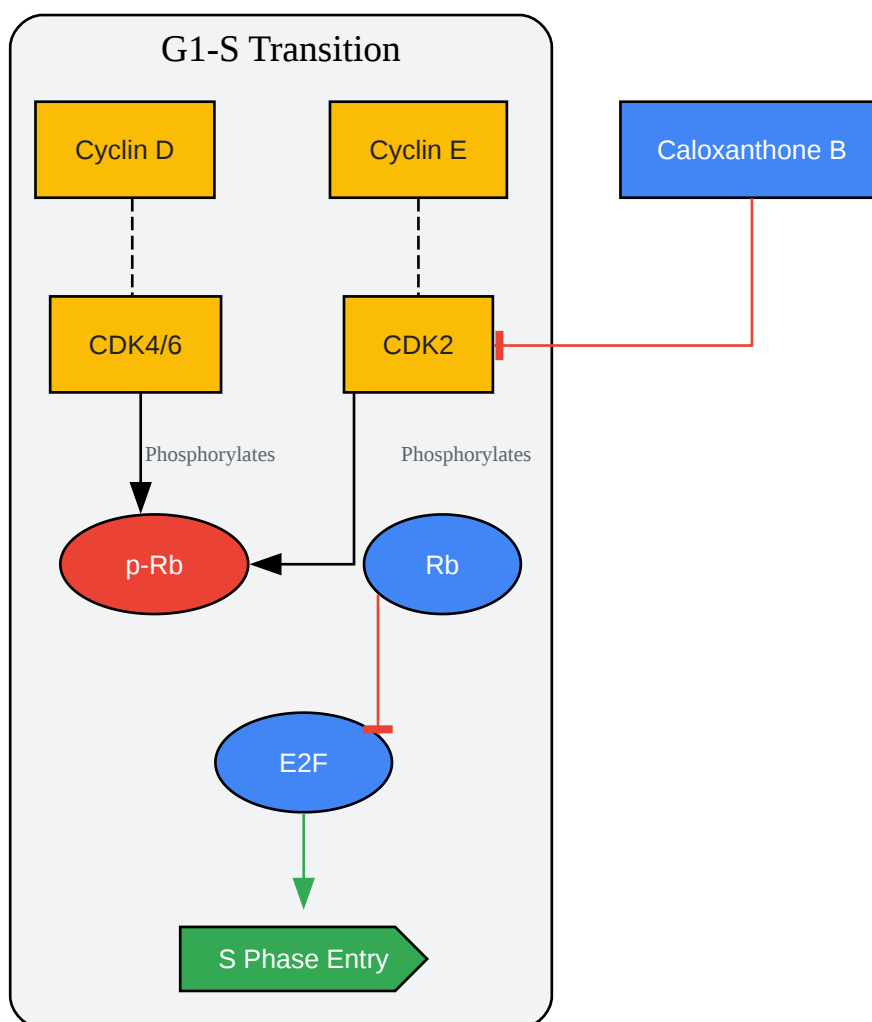 G1-S Transition
Cyclin D
Cyclin E
Caloxanthone B
CDK4/6
CDK2
Phosphorylates
Phosphorylates
p-Rb
Rb
E2F
S Phase Entry